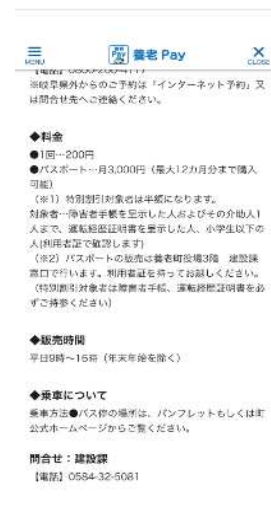 養老 Pay
MENU
CLOSE
【電話】0800-200-4117
※岐阜県外からのご予約は「インターネット予約」又
は問合せ先へご連絡ください。
◆料金
●1回…200円
●パスポート…月3,000円（最大12カ月分まで購入
可能）
（※1）特別割引対象者は半額になります。
対象者…障害者手帳を呈示した人およびその介助人1
人まで、運転経歴証明書を呈示した人、小学生以下の
人(利用者証で確認します)
（※2）パスポートの販売は養老町役場3階　建設課
窓口で行います。利用者証を持ってお越しください。
（特別割引対象者は障害者手帳、運転経歴証明書を必
ずご持参ください）
◆販売時間
平日9時～16時（年末年始を除く）
◆乗車について
乗車方法●バス停の場所は、パンフレットもしくは町
公式ホームページからご覧ください。
問合せ：建設課
【電話】0584-32-5081